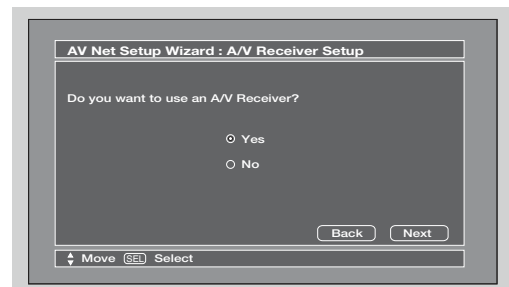 AV Net Setup Wizard : A/V Receiver Setup
Do you want to use an A/V Receiver?
Yes
No
Back Next
Move SEL Select